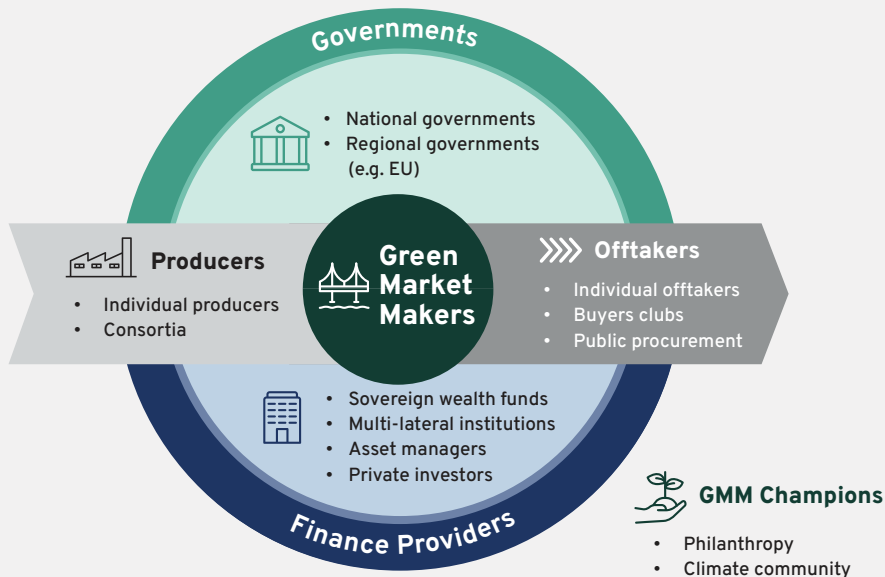 Governments
• National governments
• Regional governments
(e.g. EU)
Producers
• Individual producers
• Consortia
Green
Market
Makers
Offtakers
• Individual offtakers
• Buyers clubs
• Public procurement
• Sovereign wealth funds
• Multi-lateral institutions
• Asset managers
• Private investors
Finance Providers
GMM Champions
• Philanthropy
• Climate community